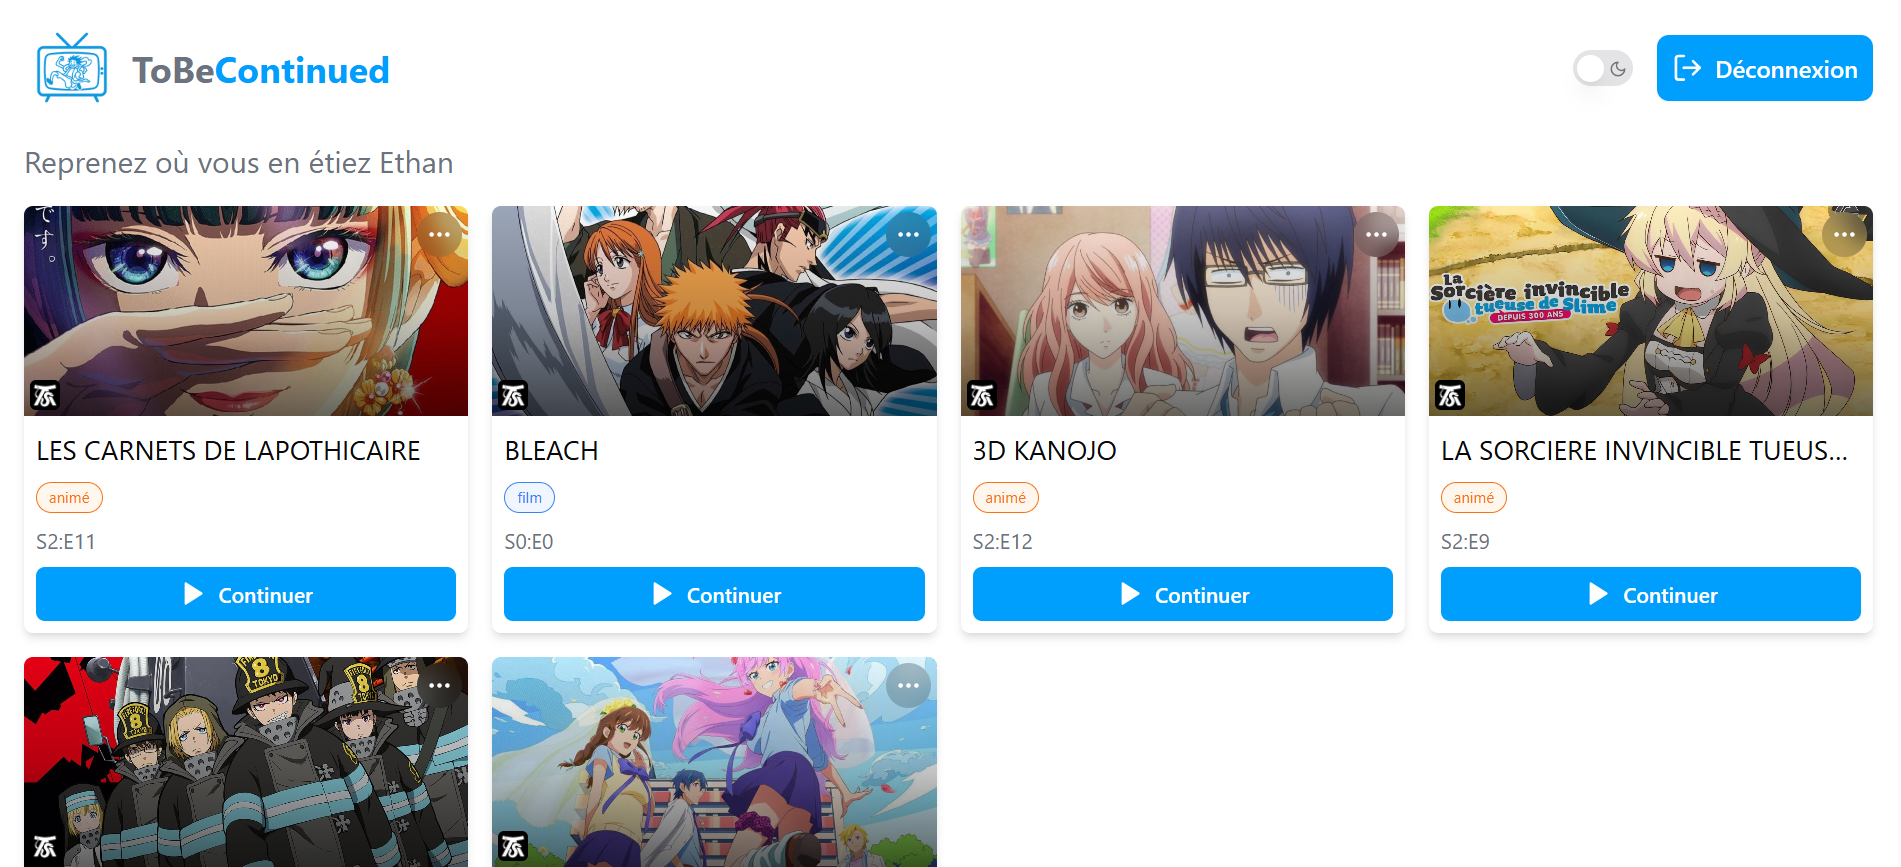 ToBeContinued
Déconnexion
Reprenez où vous en étiez Ethan
です。
la
sorcière invincible
tueuse de Slime
DEPUIS 300 ANS
LES CARNETS DE LAPOTHICAIRE
BLEACH
3D KANOJO
LA SORCIERE INVINCIBLE TUEUS...
animé
film
animé
animé
S2:E11
S0:E0
S2:E12
S2:E9
Continuer
Continuer
Continuer
Continuer
8
TOKYO
8
8